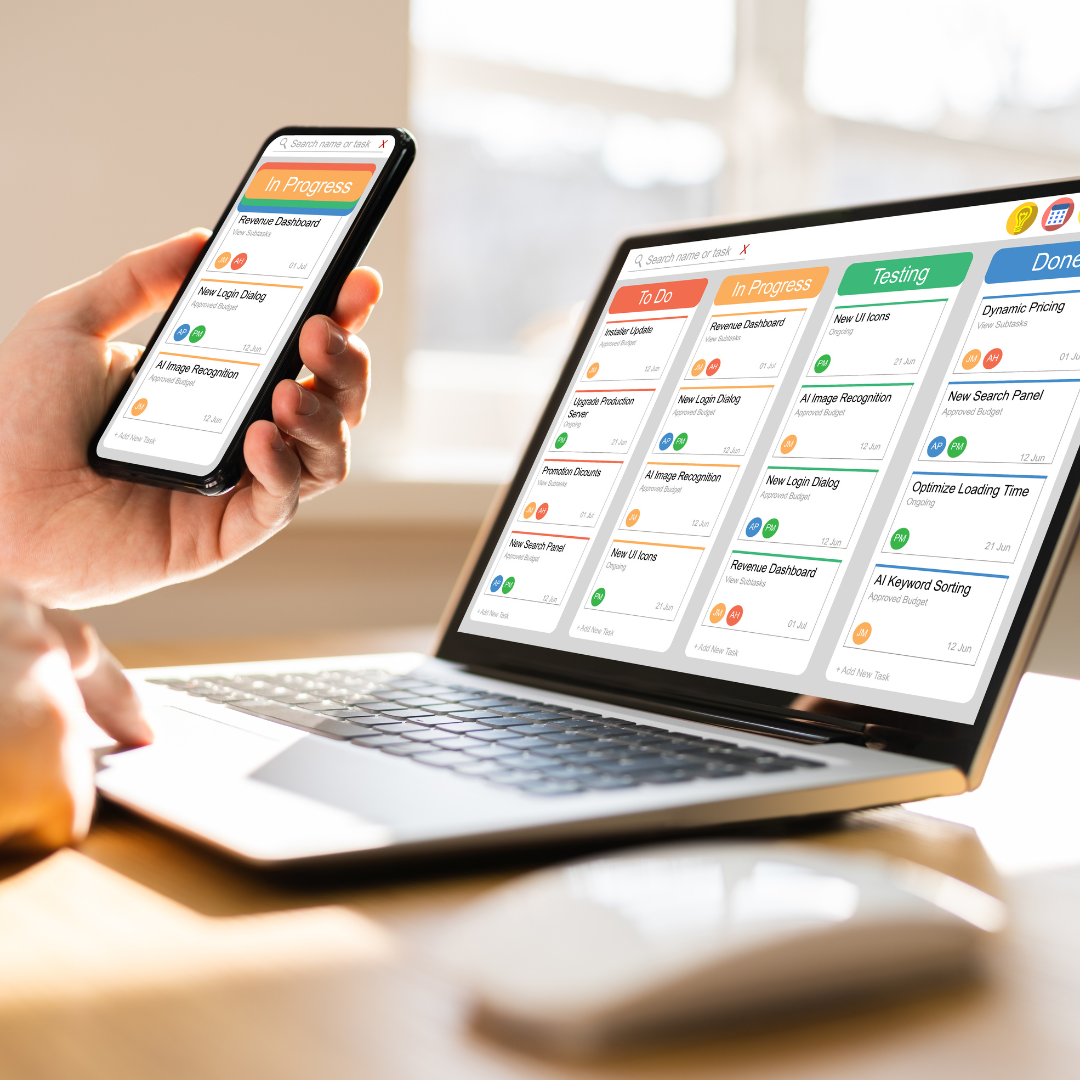 Search name or task X
In Progress
Revenue Dashboard
View Subtasks
JM AH
01 Jul
New Login Dialog
Approved Budget
AP PM
12 Jun
AI Image Recognition
Approved Budget
JM
12 Jun
+ Add New Task
Search name or task X
To Do
Installer Update
Approved Budget
JM
12 Jun
Upgrade Production
Server
Ongoing
PM
21 Jun
Promotion Dicounts
View Subtasks
JM AH
01 Jul
New Search Panel
Approved Budget
AP PM
12 Jun
+ Add New Task
In Progress
Revenue Dashboard
View Subtasks
JM AH
01 Jul
New Login Dialog
Approved Budget
AP PM
12 Jun
AI Image Recognition
Approved Budget
JM
12 Jun
New UI Icons
Ongoing
PM
21 Jun
+ Add New Task
Testing
New UI Icons
Ongoing
PM
21 Jun
AI Image Recognition
Approved Budget
JM
12 Jun
New Login Dialog
Approved Budget
AP PM
12 Jun
Revenue Dashboard
View Subtasks
JM AH
01 Jul
+ Add New Task
Done
Dynamic Pricing
View Subtasks
JM AH
01 Ju
New Search Panel
Approved Budget
AP PM
12 Jun
Optimize Loading Time
Ongoing
PM
21 Jun
AI Keyword Sorting
Approved Budget
JM
12 Jun
+ Add New Task